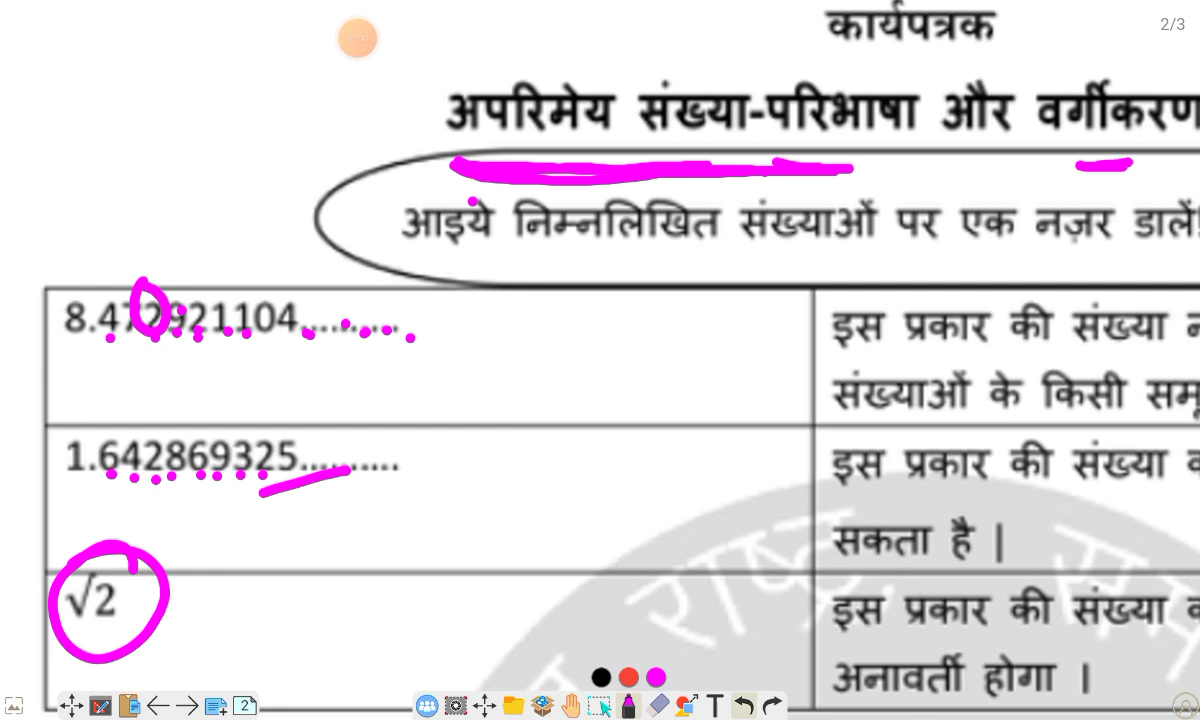 2/3
कार्यपत्रक
अपरिमेय संख्या-परिभाषा और वर्गीकरण
आइये निम्नलिखित संख्याओं पर एक नज़र डालें
8.472921104..........
इस प्रकार की संख्या
संख्याओं के किसी
1.642869325..........
इस प्रकार की संख्या
सकता है |
√2
इस प्रकार की संख्या
अनावर्ती होगा ।
राष्ट्र
T
2